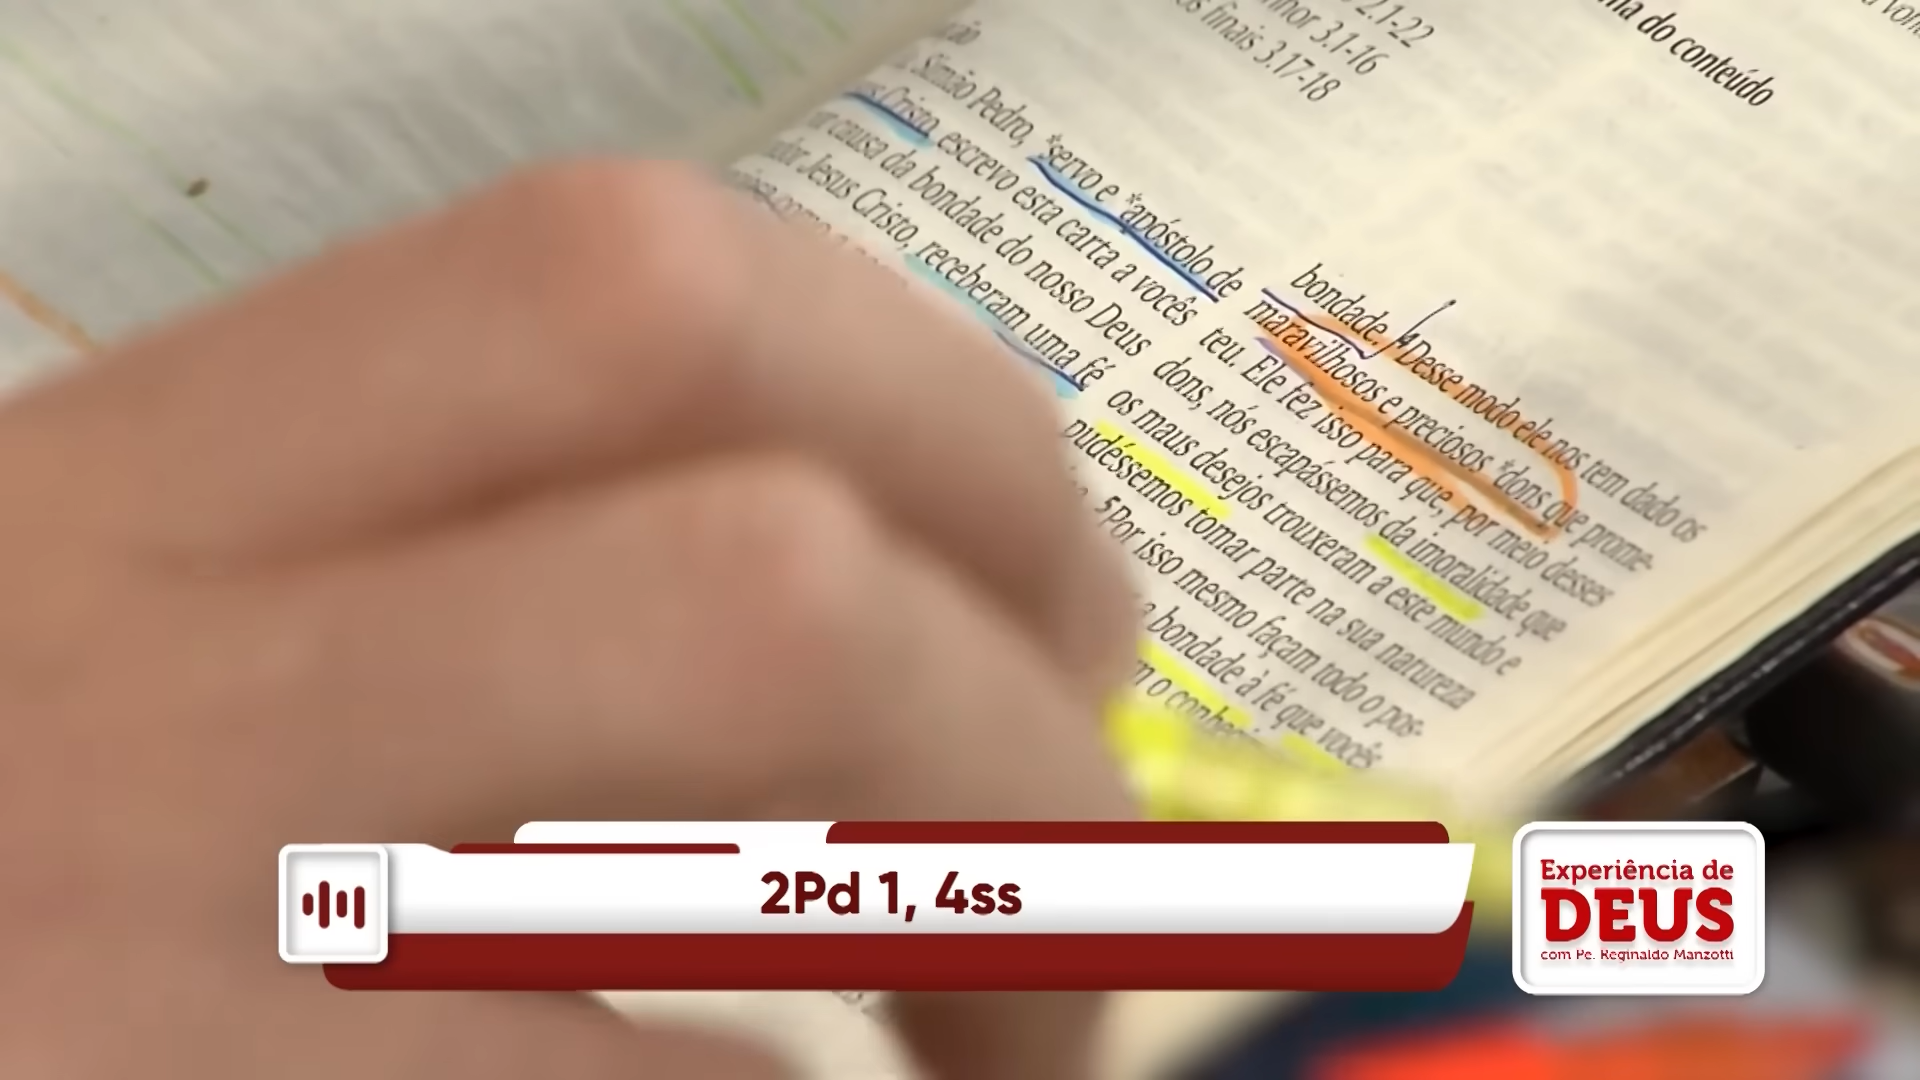 2.1-22
3.1-16
os finais 3.17-18
do conteúdo
Simão Pedro, *servo e *apóstolo de
Cristo, escrevo esta carta a vocês
causa da bondade do nosso Deus
Jesus Cristo, receberam uma fé
bondade. 4Desse modo ele nos tem dado os
maravilhosos e preciosos *dons que prome-
teu. Ele fez isso para que, por meio desses
dons, nós escapássemos da imoralidade que
os maus desejos trouxeram a este mundo e
pudéssemos tomar parte na sua natureza
5Por isso mesmo façam todo o pos-
bondade à fé que vocês
o
2Pd 1, 4ss
Experiência de
DEUS
com Pe. Reginaldo Manzotti